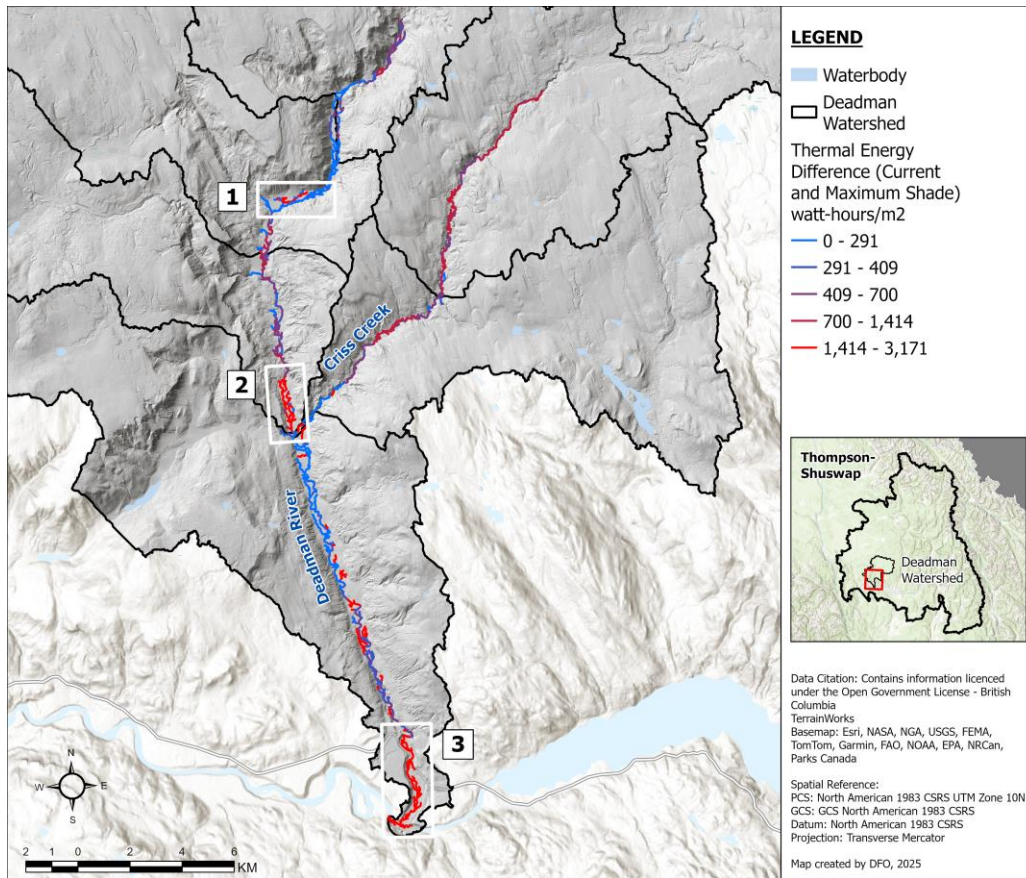 1
2
3
Criss Creek
Deadman River
N
W
E
S
2 1 0 2 4 6
KM
LEGEND
Waterbody
Deadman
Watershed
Thermal Energy
Difference (Current
and Maximum Shade)
watt-hours/m2
0 - 291
291 - 409
409 - 700
700 - 1,414
1,414 - 3,171
Thompson-
Shuswap
Deadman
Watershed
Data Citation: Contains information licenced
under the Open Government License - British
Columbia
TerrainWorks
Basemap: Esri, NASA, NGA, USGS, FEMA,
TomTom, Garmin, FAO, NOAA, EPA, NRCan,
Parks Canada
Spatial Reference:
PCS: North American 1983 CSRS UTM Zone 10N
GCS: GCS North American 1983 CSRS
Datum: North American 1983 CSRS
Projection: Transverse Mercator
Map created by DFO, 2025